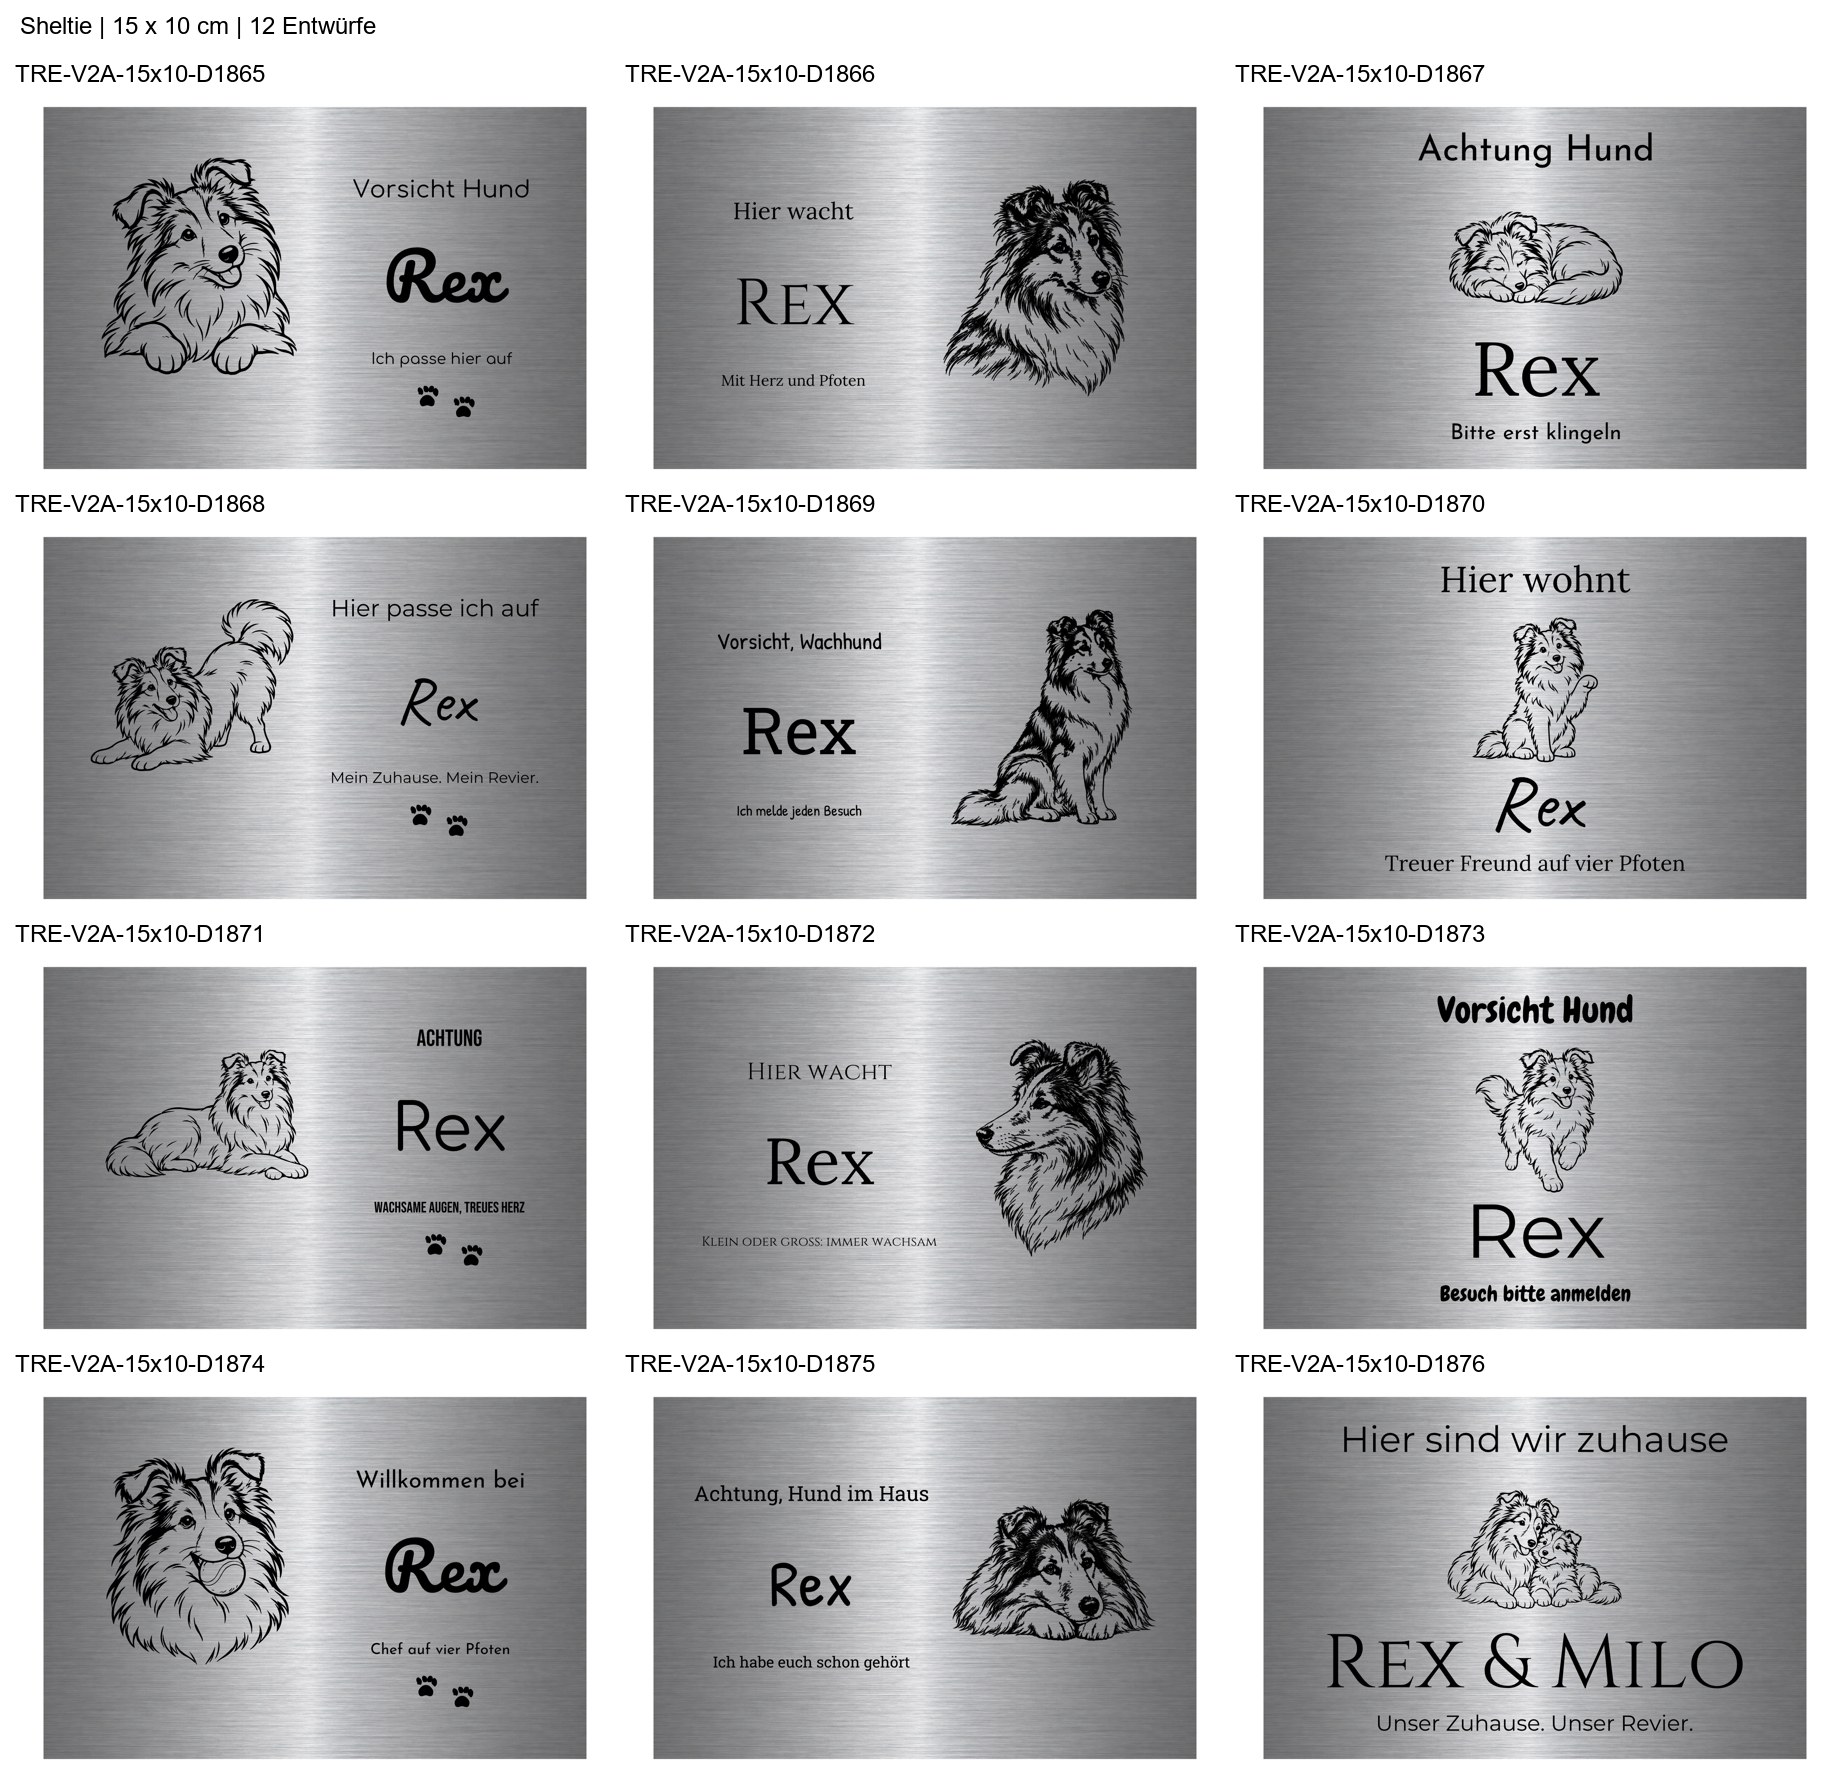 Sheltie | 15 x 10 cm | 12 Entwürfe
TRE-V2A-15x10-D1865
Vorsicht Hund
Rex
Ich passe hier auf
TRE-V2A-15x10-D1866
Hier wacht
REX
Mit Herz und Pfoten
TRE-V2A-15x10-D1867
Achtung Hund
Rex
Bitte erst klingeln
TRE-V2A-15x10-D1868
Hier passe ich auf
Rex
Mein Zuhause. Mein Revier.
TRE-V2A-15x10-D1869
Vorsicht, Wachhund
Rex
Ich melde jeden Besuch
TRE-V2A-15x10-D1870
Hier wohnt
Rex
Treuer Freund auf vier Pfoten
TRE-V2A-15x10-D1871
ACHTUNG
Rex
WACHSAME AUGEN, TREUES HERZ
TRE-V2A-15x10-D1872
HIER WACHT
Rex
KLEIN ODER GROSS: IMMER WACHSAM
TRE-V2A-15x10-D1873
Vorsicht Hund
Rex
Besuch bitte anmelden
TRE-V2A-15x10-D1874
Willkommen bei
Rex
Chef auf vier Pfoten
TRE-V2A-15x10-D1875
Achtung, Hund im Haus
Rex
Ich habe euch schon gehört
TRE-V2A-15x10-D1876
Hier sind wir zuhause
REX & MILO
Unser Zuhause. Unser Revier.